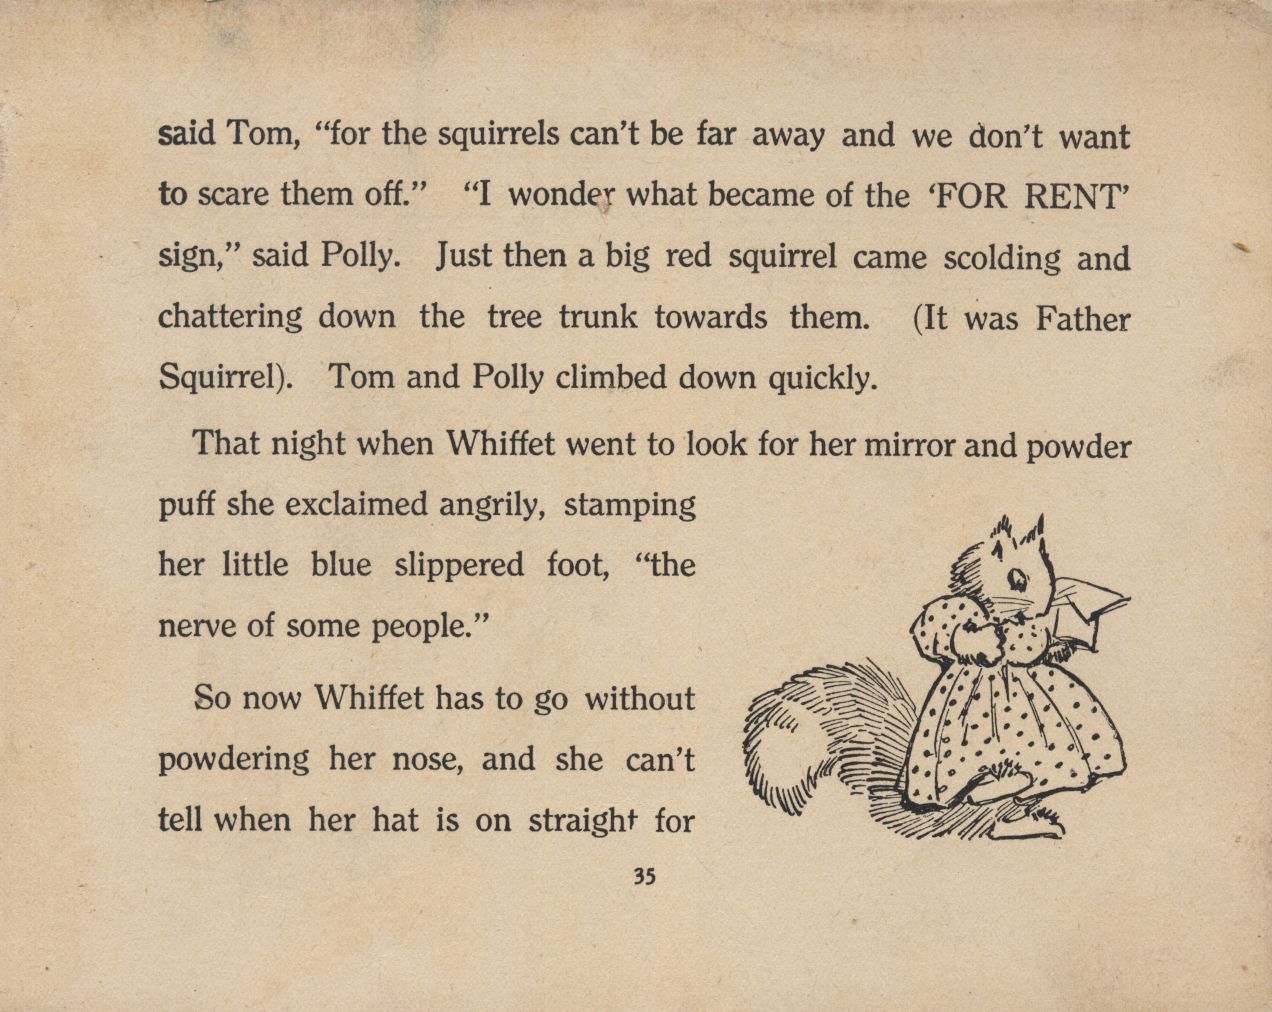 said Tom, “for the squirrels can’t be far away and we don’t want
to scare them off.” “I wonder what became of the ‘FOR RENT’
sign,” said Polly. Just then a big red squirrel came scolding and
chattering down the tree trunk towards them. (It was Father
Squirrel). Tom and Polly climbed down quickly.
That night when Whiffet went to look for her mirror and powder
puff she exclaimed angrily, stamping
her little blue slippered foot, “the
nerve of some people.”
So now Whiffet has to go without
powdering her nose, and she can’t
tell when her hat is on straight for
35